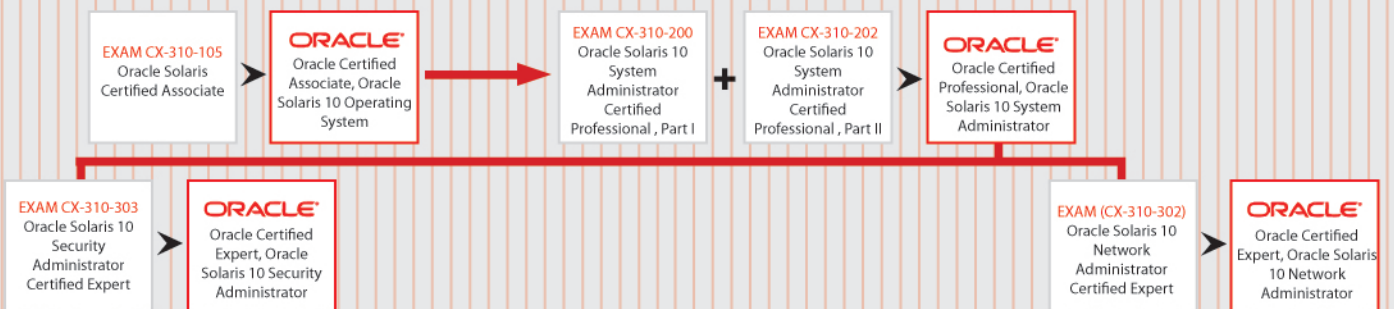 EXAM CX-310-105
Oracle Solaris
Certified Associate
ORACLE®
Oracle Certified
Associate, Oracle
Solaris 10 Operating
System
EXAM CX-310-200
Oracle Solaris 10
System
Administrator
Certified
Professional , Part I
+
EXAM CX-310-202
Oracle Solaris 10
System
Administrator
Certified
Professional , Part II
ORACLE®
Oracle Certified
Professional, Oracle
Solaris 10 System
Administrator
EXAM CX-310-303
Oracle Solaris 10
Security
Administrator
Certified Expert
ORACLE®
Oracle Certified
Expert, Oracle
Solaris 10 Security
Administrator
EXAM (CX-310-302)
Oracle Solaris 10
Network
Administrator
Certified Expert
ORACLE®
Oracle Certified
Expert, Oracle Solaris
10 Network
Administrator